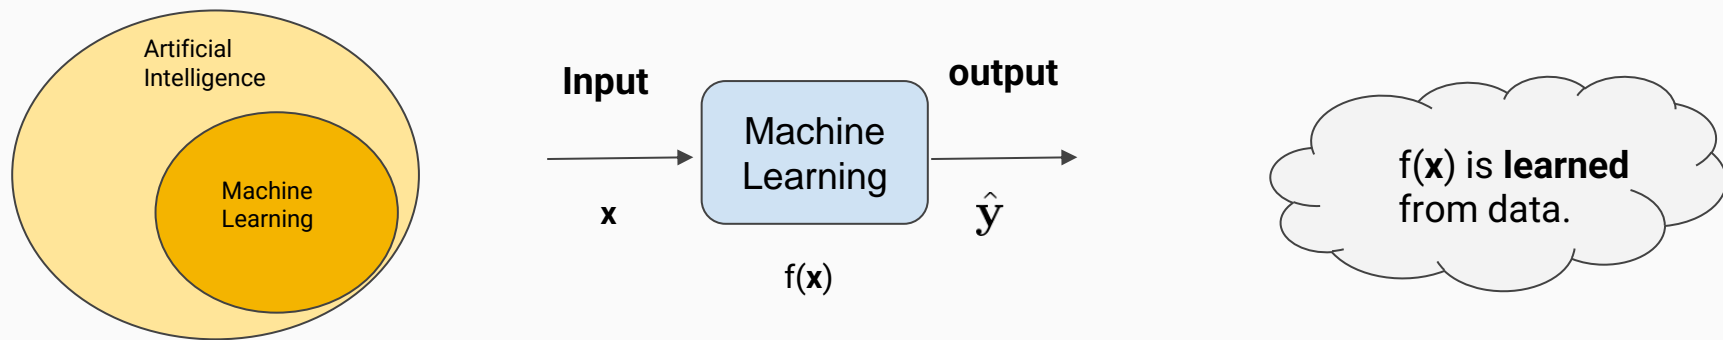 Artificial
Intelligence
Machine
Learning
Input
x
Machine
Learning
f(x)
output
ŷ
f(x) is learned
from data.